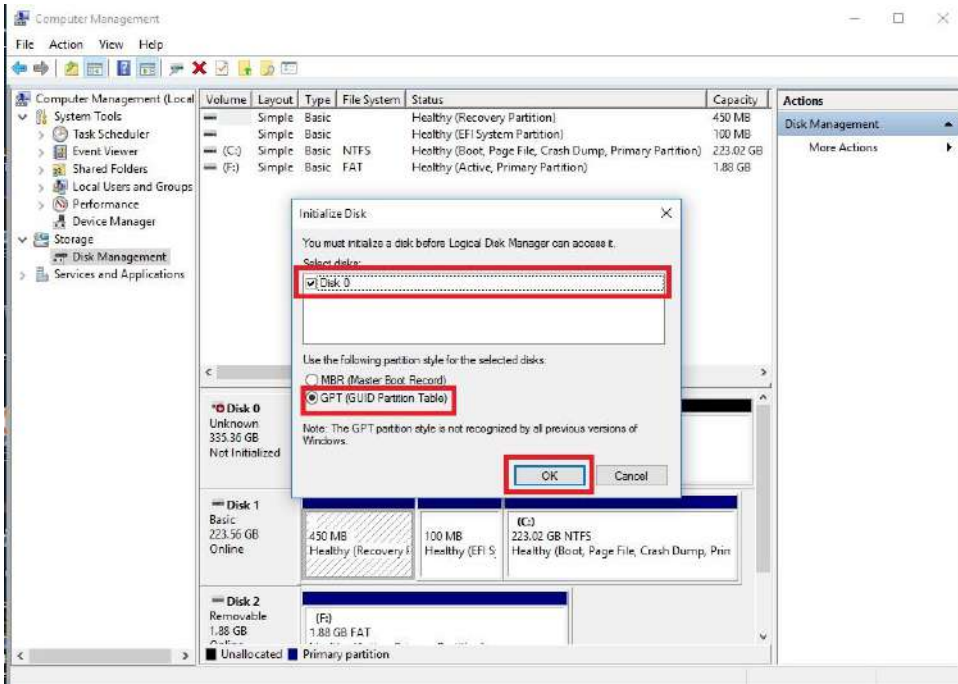 Computer Management
File Action View Help
Computer Management (Local
System Tools
Task Scheduler
Event Viewer
Shared Folders
Local Users and Groups
Performance
Device Manager
Storage
Disk Management
Services and Applications
Volume Layout Type File System Status Capacity
Simple Basic Healthy (Recovery Partition) 450 MB
Simple Basic Healthy (EFI System Partition) 100 MB
(C:) Simple Basic NTFS Healthy (Boot, Page File, Crash Dump, Primary Partition) 223.02 GB
(F:) Simple Basic FAT Healthy (Active, Primary Partition) 1.88 GB
Actions
Disk Management
More Actions
Initialize Disk
You must initialize a disk before Logical Disk Manager can access it.
Select disks:
Disk 0
Use the following partition style for the selected disks:
MBR (Master Boot Record)
GPT (GUID Partition Table)
Note: The GPT partition style is not recognized by all previous versions of
Windows.
OK Cancel
Disk 0
Unknown
335.36 GB
Not Initialized
Disk 1
Basic
223.56 GB
Online
450 MB
Healthy (Recovery P
100 MB
Healthy (EFI S
(C:)
223.02 GB NTFS
Healthy (Boot, Page File, Crash Dump, Prin
Disk 2
Removable
1.88 GB
(F:)
1.88 GB FAT
Unallocated Primary partition